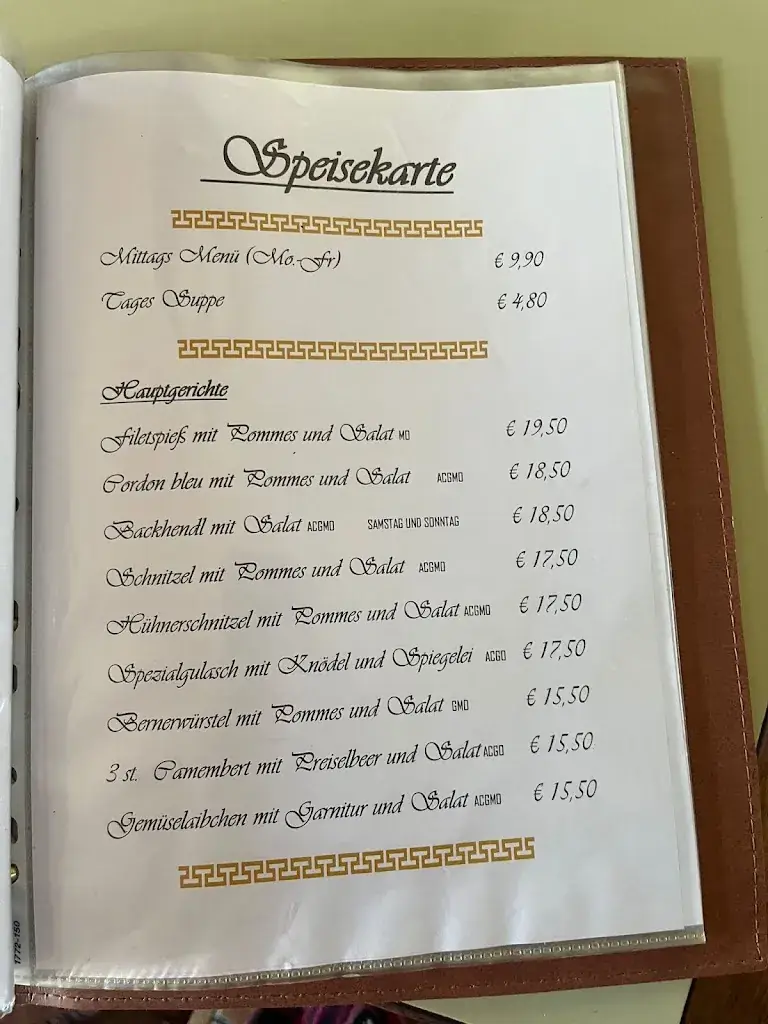 Speisekarte
Mittags Menü (Mo.-Fr) € 9,90
Tages Suppe € 4,80
Hauptgerichte
Filetspieß mit Pommes und Salat MO € 19,50
Cordon bleu mit Pommes und Salat ACGMO € 18,50
Backhendl mit Salat ACGMO SAMSTAG UND SONNTAG € 18,50
Schnitzel mit Pommes und Salat ACGMO € 17,50
Hühnerschnitzel mit Pommes und Salat ACGMO € 17,50
Spezialgulasch mit Knödel und Spiegelei ACGO € 17,50
Bernerwürstel mit Pommes und Salat GMO € 15,50
3 st. Camembert mit Preiselbeer und Salat ACGO € 15,50
Gemüselaibchen mit Garnitur und Salat ACGMO € 15,50
1772-150